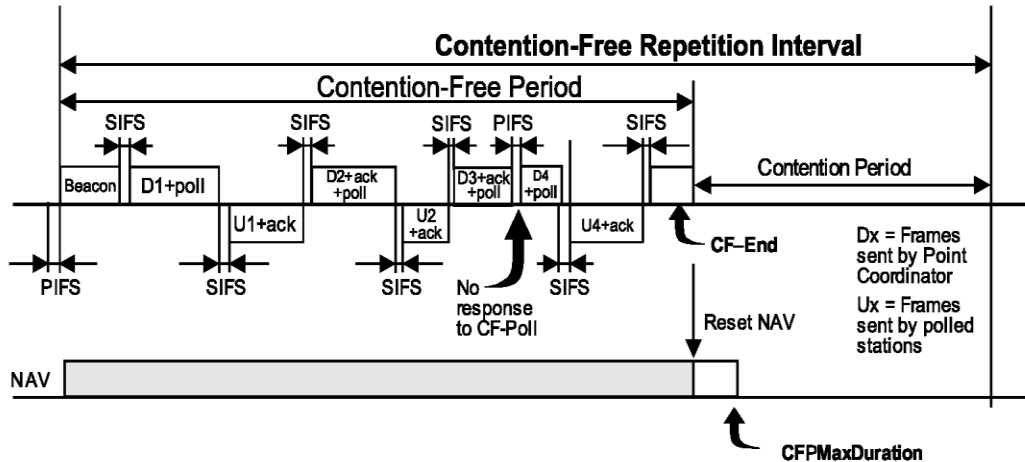 Contention-Free Repetition Interval
Contention-Free Period
SIFS
SIFS
SIFS
PIFS
SIFS
Contention Period
Beacon
D1+poll
D2+ack
+poll
D3+ack
+poll
D4
+poll
U1+ack
U2
+ack
U4+ack
CF–End
Dx = Frames
sent by Point
Coordinator
Ux = Frames
sent by polled
stations
PIFS
SIFS
SIFS
No
response
to CF-Poll
SIFS
Reset NAV
NAV
CFPMaxDuration